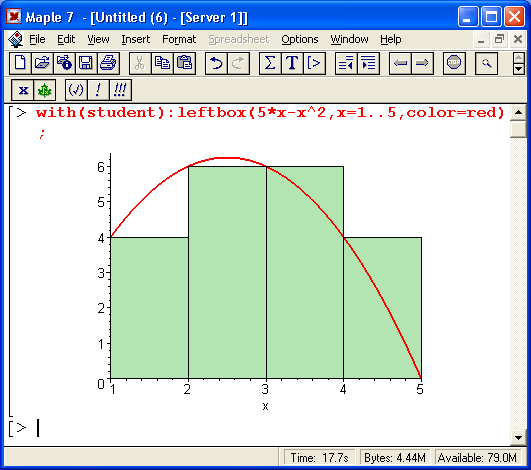 Maple 7 - [Untitled (6) - [Server 1]]
File Edit View Insert Format Spreadsheet Options Window Help
Σ T [>
STOP
x (√) ! !!!
[> with(student):leftbox(5*x-x^2,x=1..5,color=red)
;
6
5
4
3
2
1
0
1 2 3 4 5
x
[>
Time: 17.7s Bytes: 4.44M Available: 79.0M